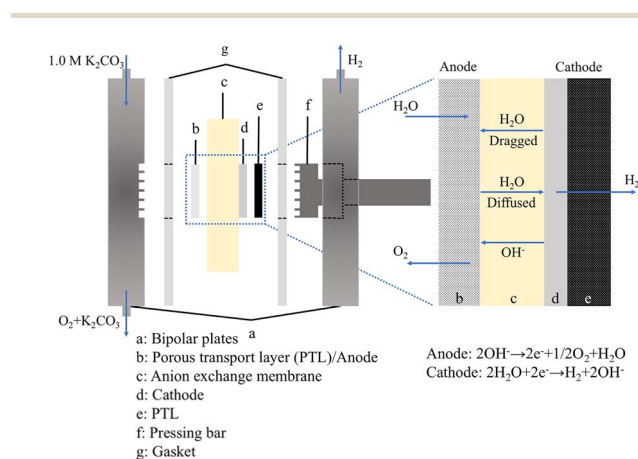 g
1.0 M K₂CO₃
H₂
c
e
f
b
d
a
O₂+K₂CO₃
Anode
Cathode
H₂O
H₂O
Dragged
H₂O
Diffused
H₂
OH⁻
O₂
b
c
d
e
a: Bipolar plates
b: Porous transport layer (PTL)/Anode
c: Anion exchange membrane
d: Cathode
e: PTL
f: Pressing bar
g: Gasket
Anode: 2OH⁻→2e⁻+1/2O₂+H₂O
Cathode: 2H₂O+2e⁻→H₂+2OH⁻